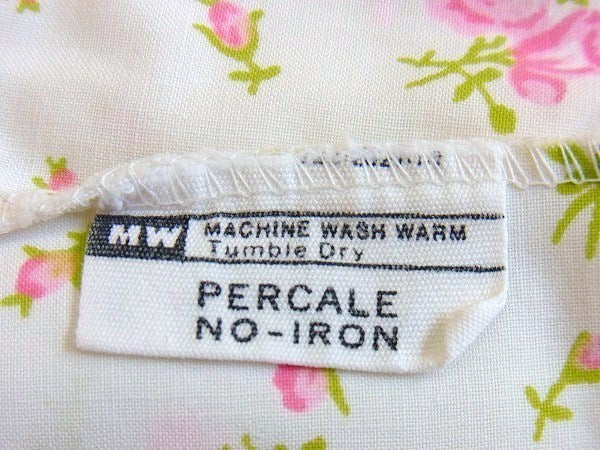 MW MACHINE WASH WARM
Tumble Dry
PERCALE
NO-IRON